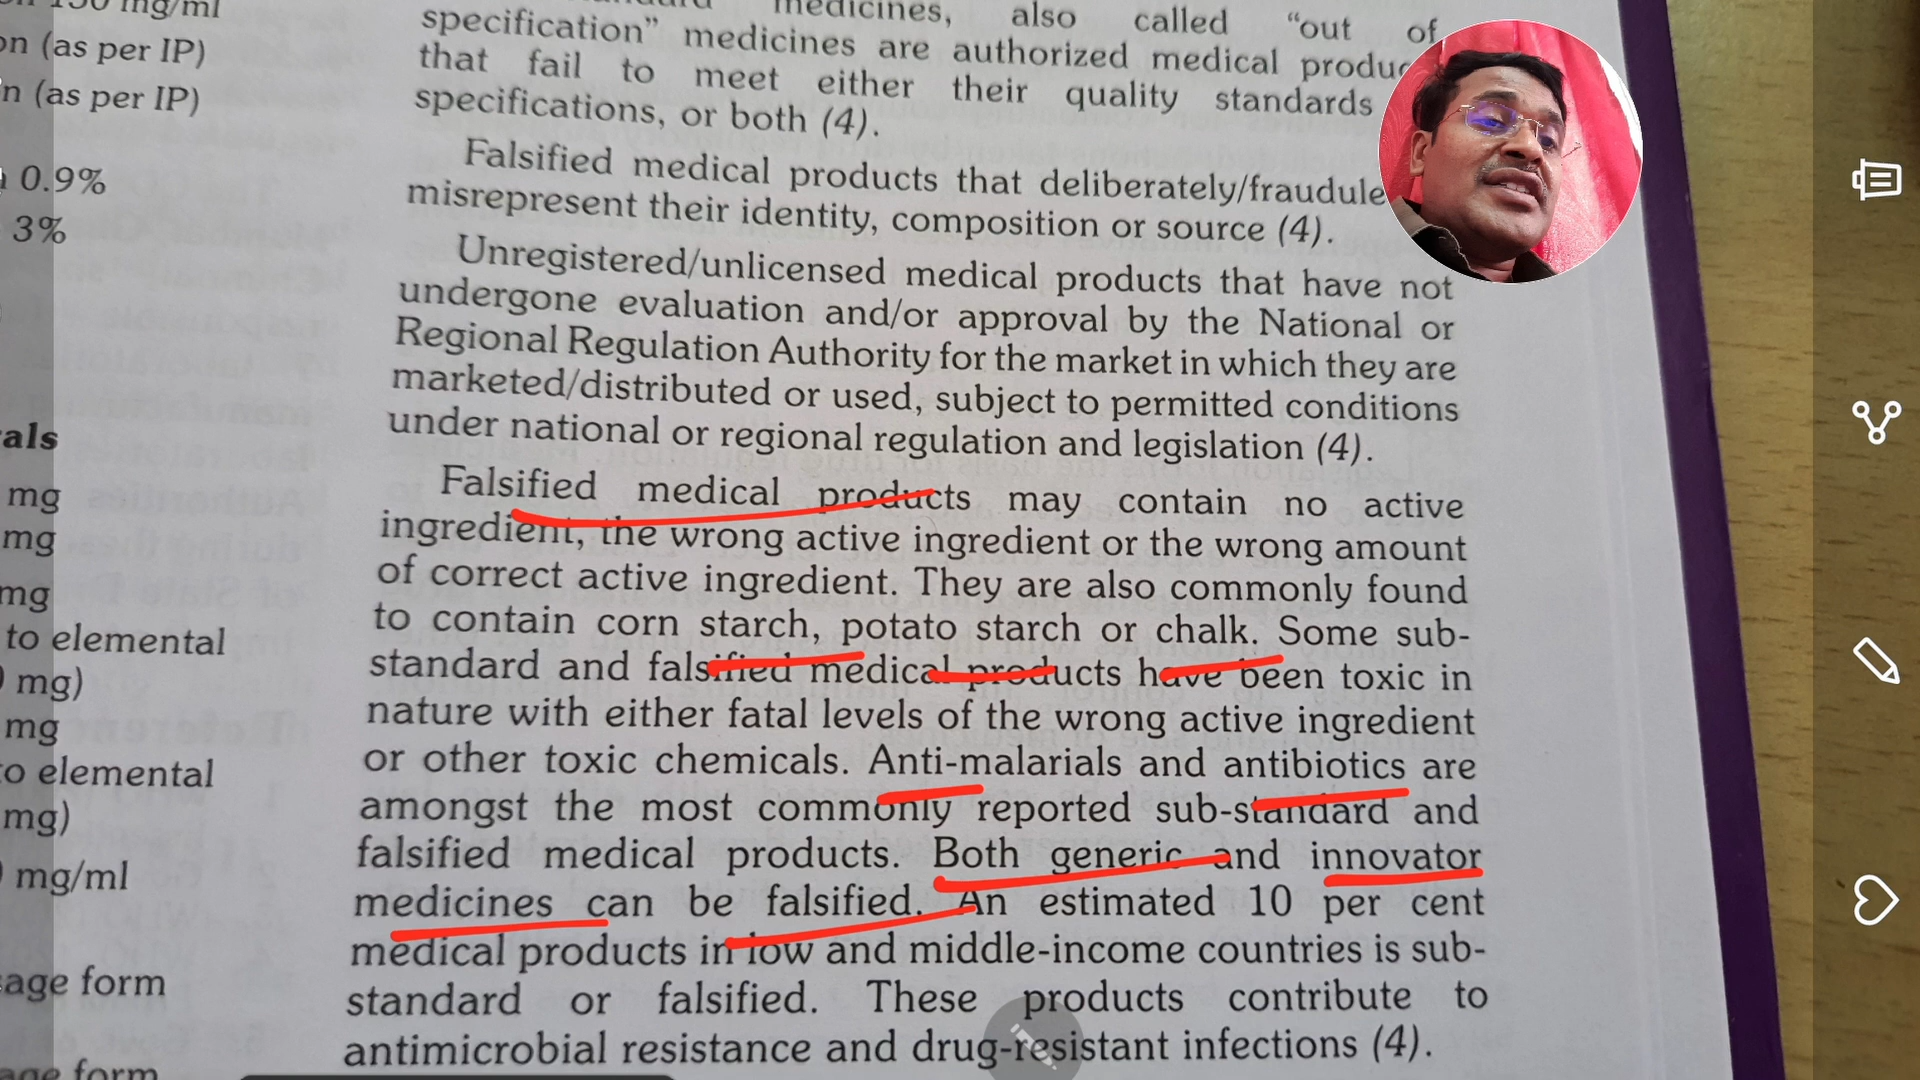 mg/ml
on (as per IP)
n (as per IP)
0.9%
3%
als
mg
mg
mg
to elemental
mg)
mg
o elemental
mg)
mg/ml
age form
age form
medicines, also called “out of
specification” medicines are authorized medical
that fail to meet either their quality standards
specifications, or both (4).
Falsified medical products that deliberately/
misrepresent their identity, composition or source (4).
Unregistered/unlicensed medical products that have not
undergone evaluation and/or approval by the National or
Regional Regulation Authority for the market in which they are
marketed/distributed or used, subject to permitted conditions
under national or regional regulation and legislation (4).
Falsified medical products may contain no active
ingredient, the wrong active ingredient or the wrong amount
of correct active ingredient. They are also commonly found
to contain corn starch, potato starch or chalk. Some sub-
standard and falsified medical products have been toxic in
nature with either fatal levels of the wrong active ingredient
or other toxic chemicals. Anti-malarials and antibiotics are
amongst the most commonly reported sub-standard and
falsified medical products. Both generic and innovator
medicines can be falsified. An estimated 10 per cent
medical products in low and middle-income countries is sub-
standard or falsified. These products contribute to
antimicrobial resistance and drug-resistant infections (4).